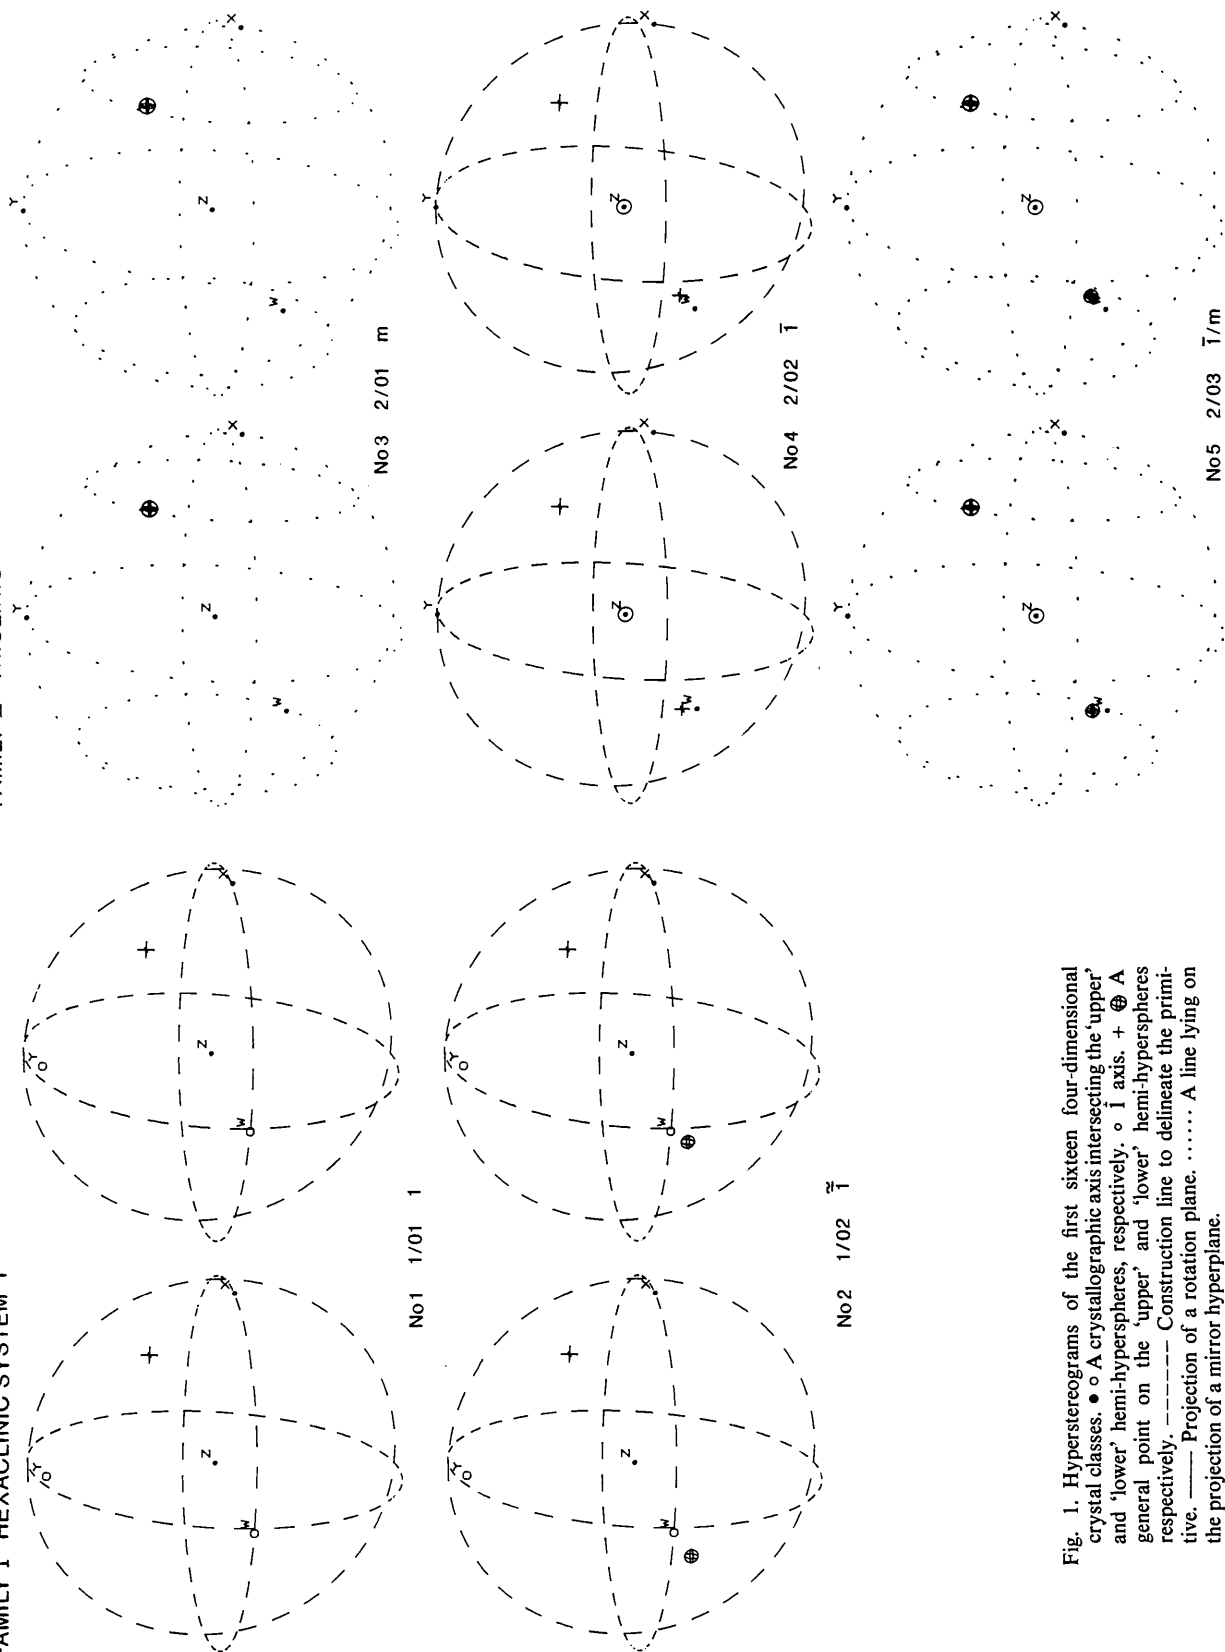 HEXACLINIC SYSTEM
Y
Y
Z
X
W
Z
X
W
No1 1/01 1
Y
Y
Z
X
W
Z
X
W
No2 1/02 1̿
Y
Y
Z
X
W
Z
X
W
No3 2/01 m
Y
Y
Z
X
W
Z
X
W
No4 2/02 1̄
Y
Y
Z
X
W
Z
X
W
No5 2/03 1̄/m
Fig. 1. Hyperstereograms of the first sixteen four-dimensional
crystal classes. ● ○ A crystallographic axis intersecting the 'upper'
and 'lower' hemi-hyperspheres, respectively. ○ 1̄ axis. + ⊕ A
general point on the 'upper' and 'lower' hemi-hyperspheres
respectively. ------ Construction line to delineate the primi-
tive. —— Projection of a rotation plane. ...... A line lying on
the projection of a mirror hyperplane.